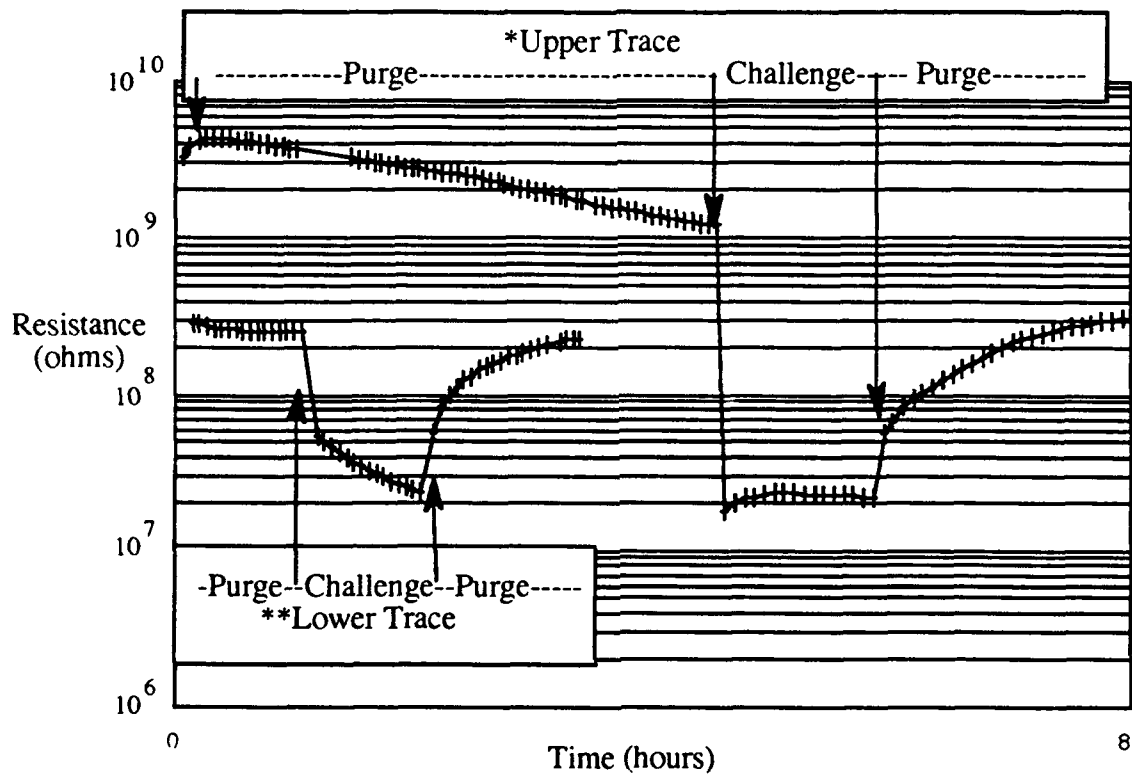 *Upper Trace
--------------Purge------------------------------- Challenge----- Purge----------
10^10
10^9
Resistance
(ohms)
10^8
10^7
-Purge--Challenge--Purge-----
**Lower Trace
10^6
0
8
Time (hours)